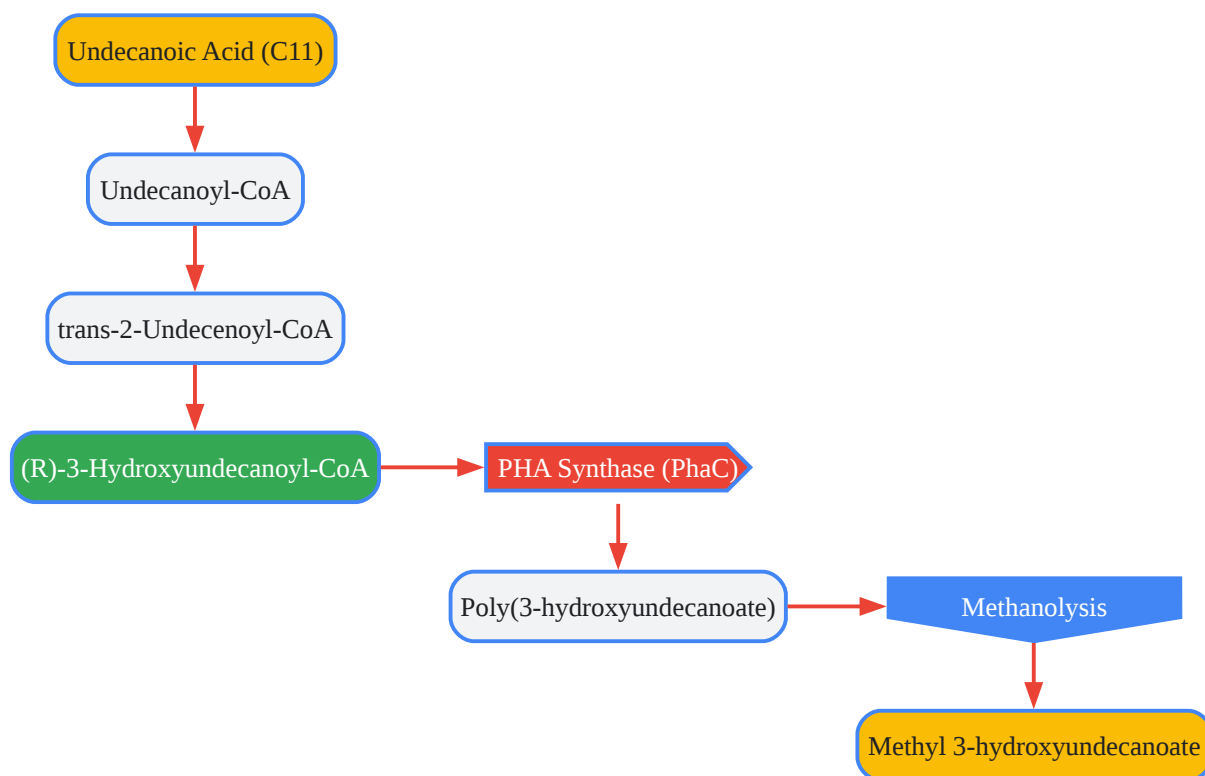 Undecanoic Acid (C11)
Undecanoyl-CoA
trans-2-Undecenoyl-CoA
(R)-3-Hydroxyundecanoyl-CoA
PHA Synthase (PhaC)
Poly(3-hydroxyundecanoate)
Methanolysis
Methyl 3-hydroxyundecanoate